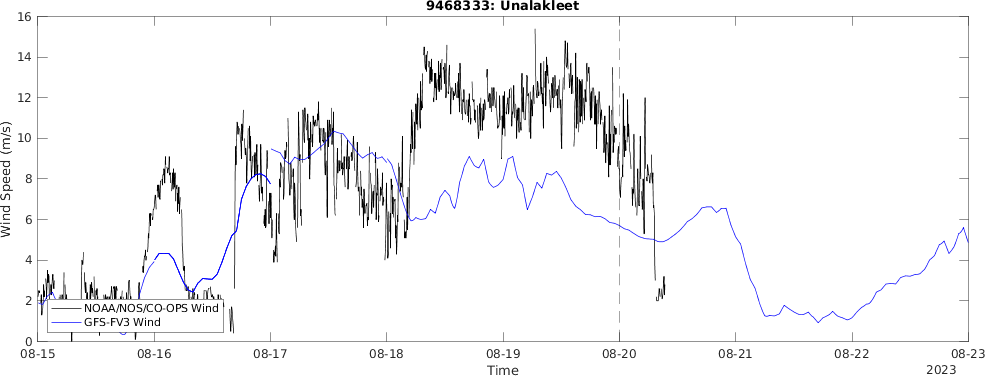 9468333: Unalakleet
Wind Speed (m/s)
16
14
12
10
8
6
4
2
0
NOAA/NOS/CO-OPS Wind
GFS-FV3 Wind
08-15 08-16 08-17 08-18 08-19 08-20 08-21 08-22 08-23
Time
2023